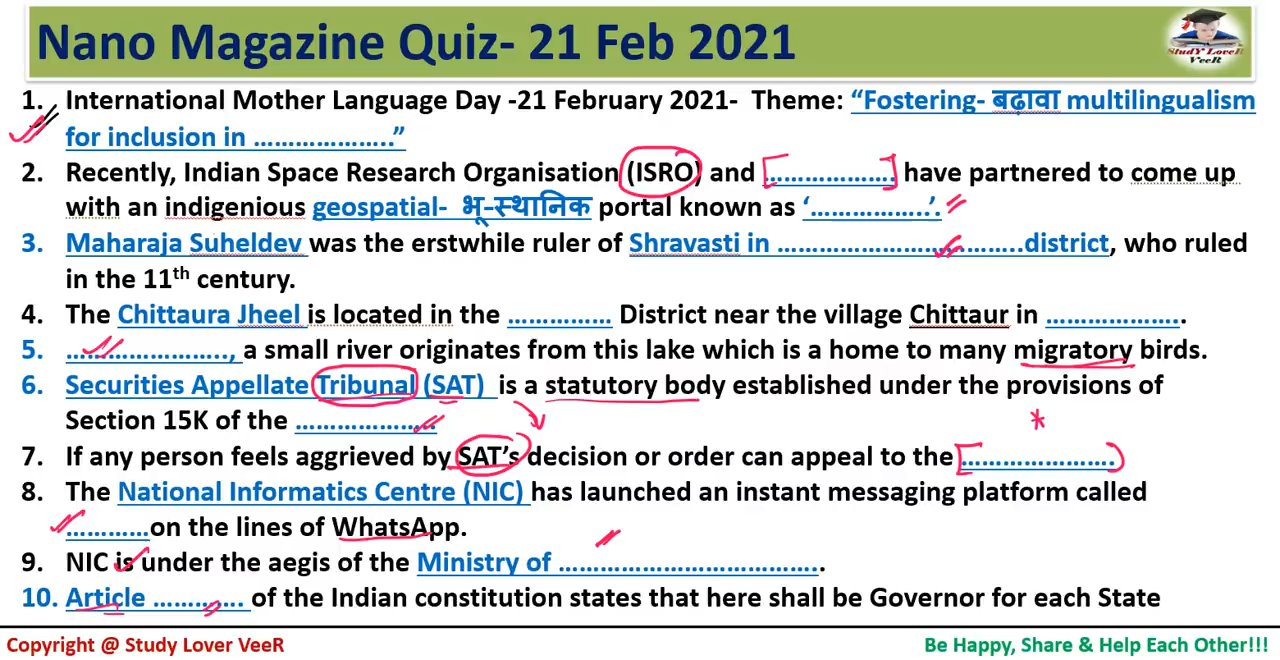 Nano Magazine Quiz- 21 Feb 2021
StudY LoveR
VeeR
1. International Mother Language Day -21 February 2021- Theme: “Fostering- बढ़ावा multilingualism
for inclusion in ………………..”
2. Recently, Indian Space Research Organisation (ISRO) and ………………. have partnered to come up
with an indigenious geospatial- भू-स्थानिक portal known as ‘……………..’.
3. Maharaja Suheldev was the erstwhile ruler of Shravasti in ……………………………..district, who ruled
in the 11th century.
4. The Chittaura Jheel is located in the …………… District near the village Chittaur in ……………….
5. ………………….., a small river originates from this lake which is a home to many migratory birds.
6. Securities Appellate Tribunal (SAT) is a statutory body established under the provisions of
Section 15K of the ………………..
7. If any person feels aggrieved by SAT’s decision or order can appeal to the ………………….
8. The National Informatics Centre (NIC) has launched an instant messaging platform called
…………on the lines of WhatsApp.
9. NIC is under the aegis of the Ministry of ……………………………….
10. Article ………….. of the Indian constitution states that here shall be Governor for each State
Copyright @ Study Lover VeeR
Be Happy, Share & Help Each Other!!!